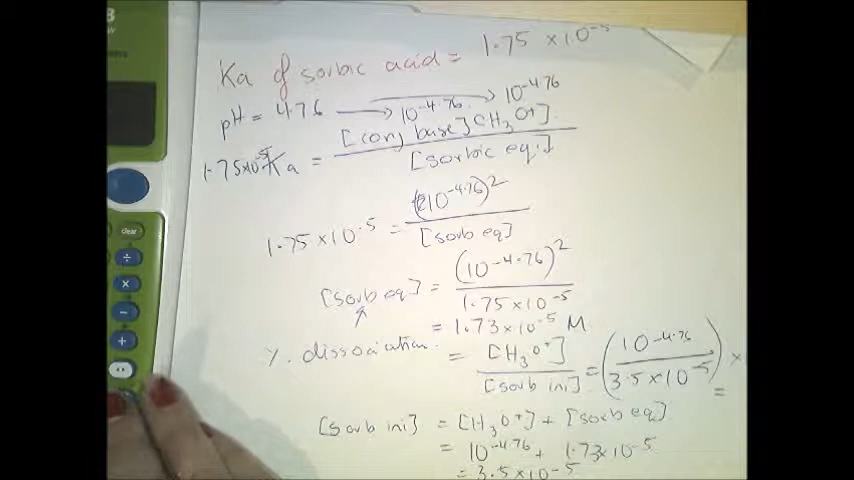 Ka of sorbic acid = 1.75 × 10⁻⁵
pH = 4.76 → 10⁻⁴·⁷⁶ → 10⁻⁴·⁷⁶
1.75×10⁻⁵ Ka = [conj base][H₃O⁺] / [sorbic eq.]
1.75×10⁻⁵ = (10⁻⁴·⁷⁶)² / [sorb eq]
[sorb eq] = (10⁻⁴·⁷⁶)² / 1.75×10⁻⁵
= 1.73×10⁻⁵ M
%. dissociation. = [H₃O⁺] / [sorb ini] = (10⁻⁴·⁷⁶ / 3.5×10⁻⁵) ×
=
[sorb ini] = [H₃O⁺] + [sorb eq]
= 10⁻⁴·⁷⁶ + 1.73×10⁻⁵
= 3.5×10⁻⁵
clear
÷
×
−
+
(-)